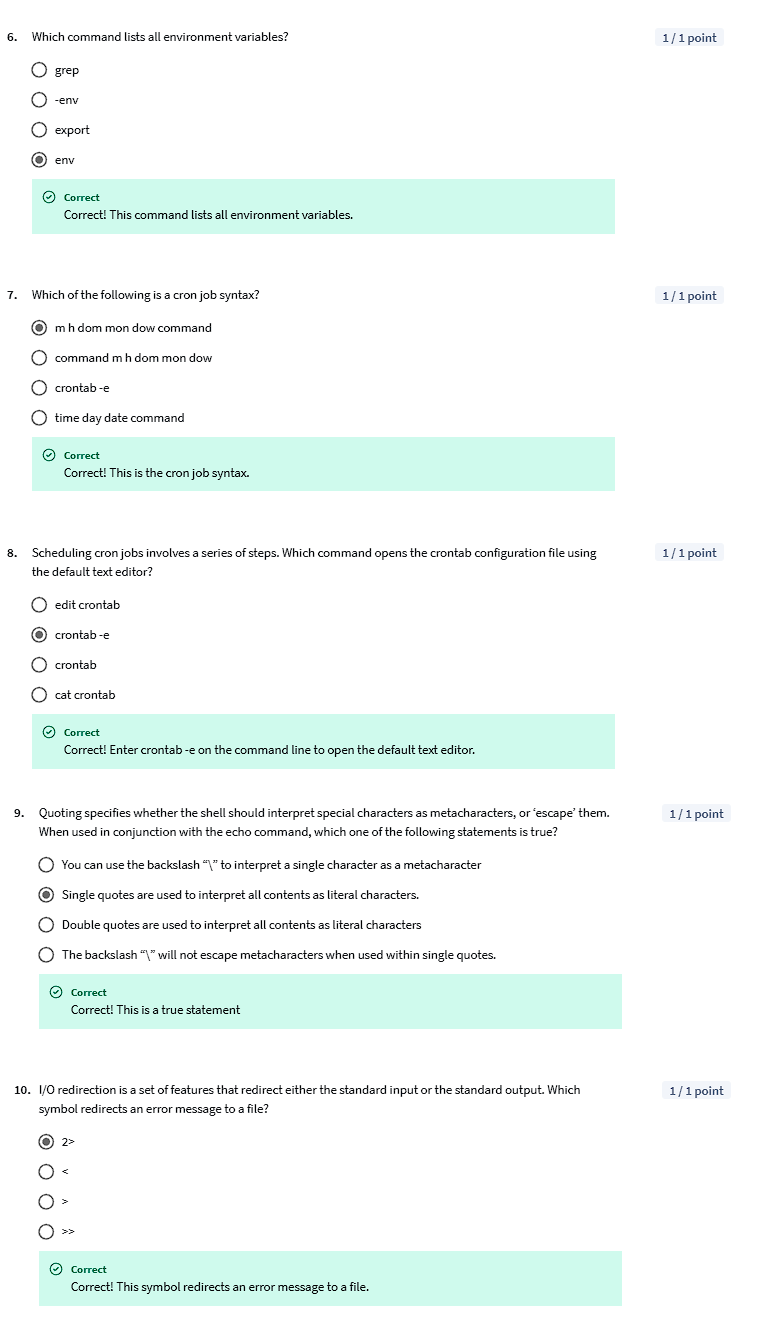 6. Which command lists all environment variables? 1 / 1 point
grep
-env
export
env
Correct
Correct! This command lists all environment variables.
7. Which of the following is a cron job syntax? 1 / 1 point
m h dom mon dow command
command m h dom mon dow
crontab -e
time day date command
Correct
Correct! This is the cron job syntax.
8. Scheduling cron jobs involves a series of steps. Which command opens the crontab configuration file using 1 / 1 point
the default text editor?
edit crontab
crontab -e
crontab
cat crontab
Correct
Correct! Enter crontab -e on the command line to open the default text editor.
9. Quoting specifies whether the shell should interpret special characters as metacharacters, or ‘escape’ them. 1 / 1 point
When used in conjunction with the echo command, which one of the following statements is true?
You can use the backslash “\” to interpret a single character as a metacharacter
Single quotes are used to interpret all contents as literal characters.
Double quotes are used to interpret all contents as literal characters
The backslash “\” will not escape metacharacters when used within single quotes.
Correct
Correct! This is a true statement
10. I/O redirection is a set of features that redirect either the standard input or the standard output. Which 1 / 1 point
symbol redirects an error message to a file?
2>
<
>
>>
Correct
Correct! This symbol redirects an error message to a file.